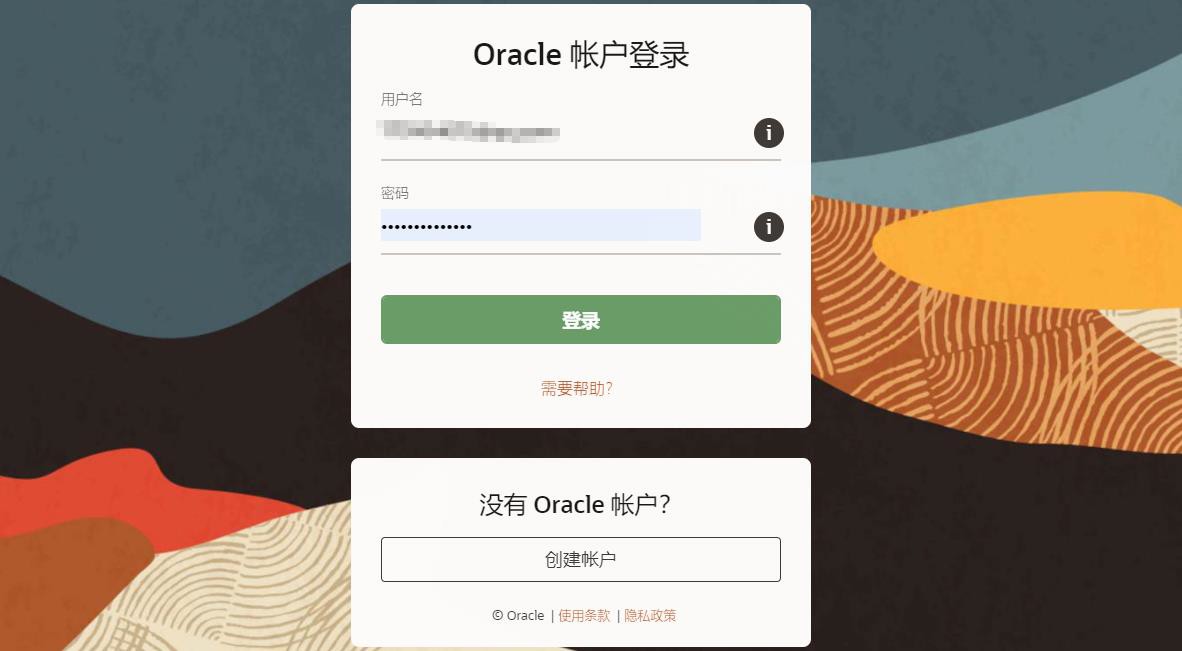 Oracle 帐户登录
用户名
i
密码
••••••••••••••
i
登录
需要帮助?
没有 Oracle 帐户?
创建帐户
© Oracle | 使用条款 | 隐私政策